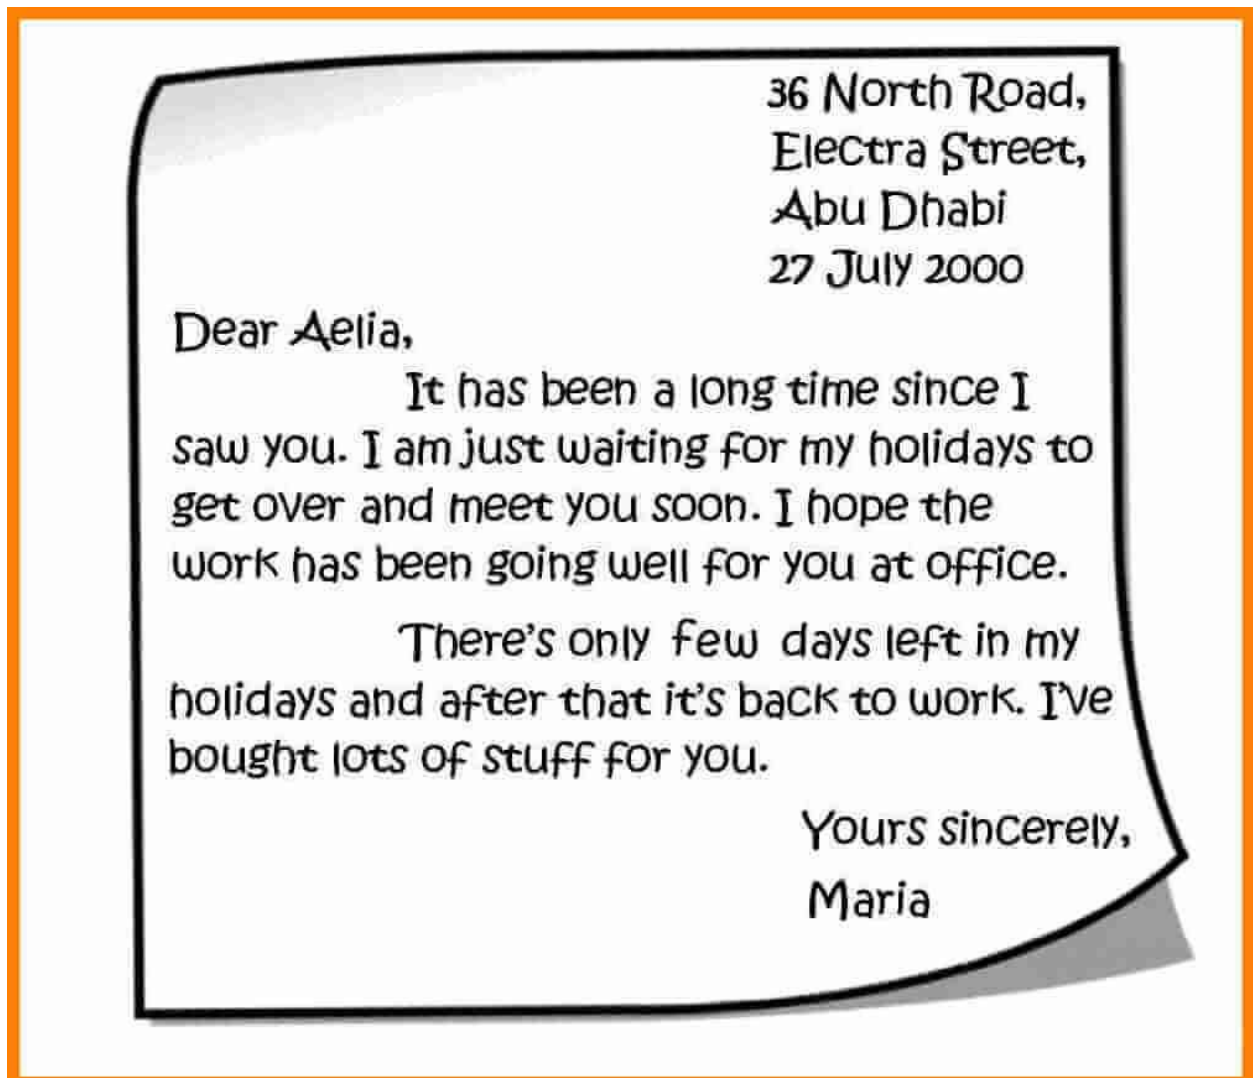 36 North Road,
Electra Street,
Abu Dhabi
27 July 2000
Dear Aelia,
It has been a long time since I
saw you. I am just waiting for my holidays to
get over and meet you soon. I hope the
work has been going well for you at office.
There's only few days left in my
holidays and after that it's back to work. I've
bought lots of stuff for you.
Yours sincerely,
Maria